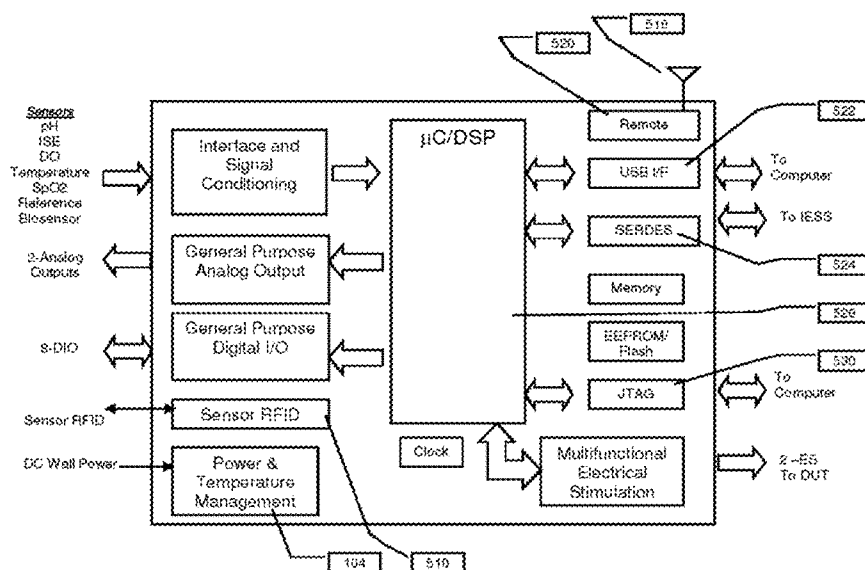 520
518
Sensors
pH
ISE
DO
Temperature
SpO2
Reference
Biosensor
Interface and
Signal
Conditioning
µC/DSP
Remote
522
USB I/F
To
Computer
To IESS
SERDES
524
2-Analog
Outputs
General Purpose
Analog Output
Memory
EEPROM/
Flash
8-DIO
General Purpose
Digital I/O
530
JTAG
To
Computer
Sensor RFID
Sensor RFID
DC Wall Power
Power &
Temperature
Management
Clock
Multifunctional
Electrical
Stimulation
2 –ES
To DUT
104
510